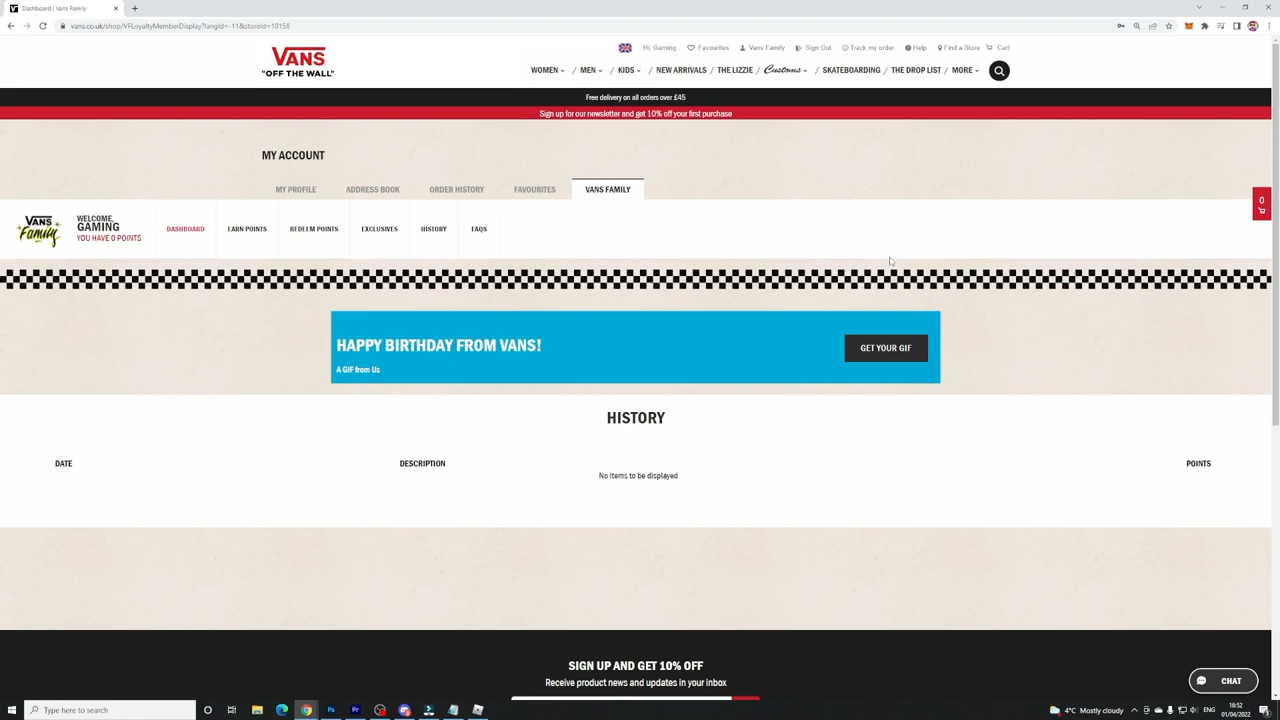 Dashboard | Vans Family
vans.co.uk/shop/VFLoyaltyMemberDisplay?langId=-11&storeId=10158
VANS
"OFF THE WALL"
Hi, Gaming
Favourites
Vans Family
Sign Out
Track my order
Help
Find a Store
Cart
WOMEN / MEN / KIDS / NEW ARRIVALS / THE LIZZIE / Customs / SKATEBOARDING / THE DROP LIST / MORE
Free delivery on all orders over £45
Sign up for our newsletter and get 10% off your first purchase
MY ACCOUNT
MY PROFILE
ADDRESS BOOK
ORDER HISTORY
FAVOURITES
VANS FAMILY
0
VANS
Family
WELCOME,
GAMING
YOU HAVE 0 POINTS
DASHBOARD
EARN POINTS
REDEEM POINTS
EXCLUSIVES
HISTORY
FAQS
HAPPY BIRTHDAY FROM VANS!
A GIF from Us
GET YOUR GIF
HISTORY
DATE
DESCRIPTION
POINTS
No items to be displayed
SIGN UP AND GET 10% OFF
Receive product news and updates in your inbox
CHAT
Type here to search
4°C Mostly cloudy
ENG
16:52
01/04/2022